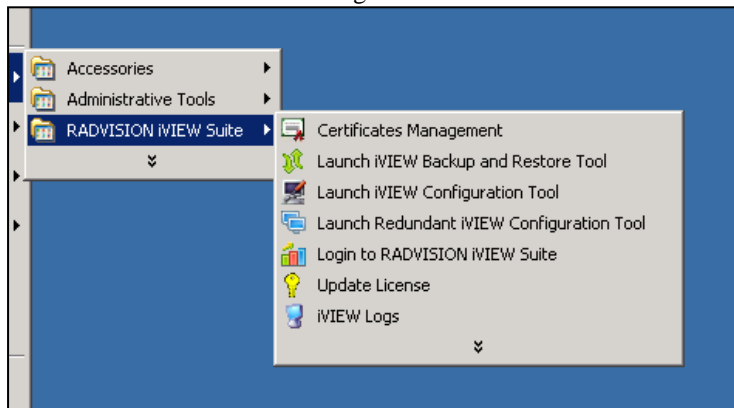 Accessories
Administrative Tools
RADVISION iVIEW Suite
Certificates Management
Launch iVIEW Backup and Restore Tool
Launch iVIEW Configuration Tool
Launch Redundant iVIEW Configuration Tool
Login to RADVISION iVIEW Suite
Update License
iVIEW Logs